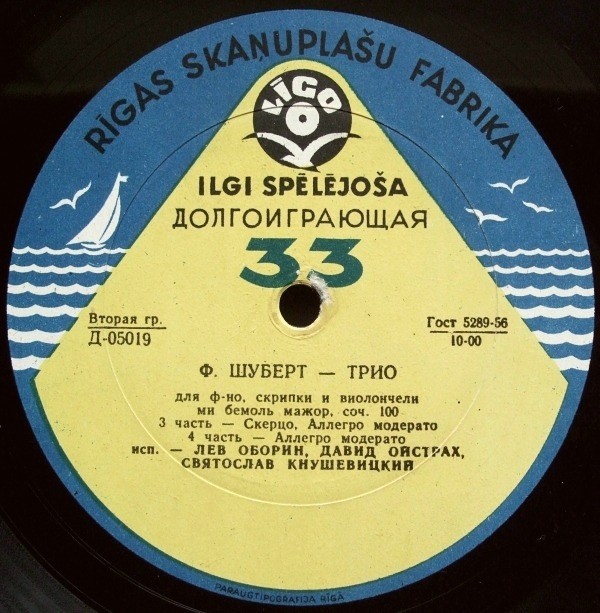 RĪGAS SKAŅUPLAŠU FABRIKA
LĪGO
ILGI SPĒLĒJOŠA
ДОЛГОИГРАЮЩАЯ
33
Вторая гр.
Д-05019
Гост 5289-56
10-00
Ф. ШУБЕРТ — ТРИО
для ф-но, скрипки и виолончели
ми бемоль мажор, соч. 100
3 часть — Скерцо, Аллегро модерато
4 часть — Аллегро модерато
исп. — ЛЕВ ОБОРИН, ДАВИД ОЙСТРАХ,
СВЯТОСЛАВ КНУШЕВИЦКИЙ
PARAUGTIPOGRAFIJA RĪGĀ